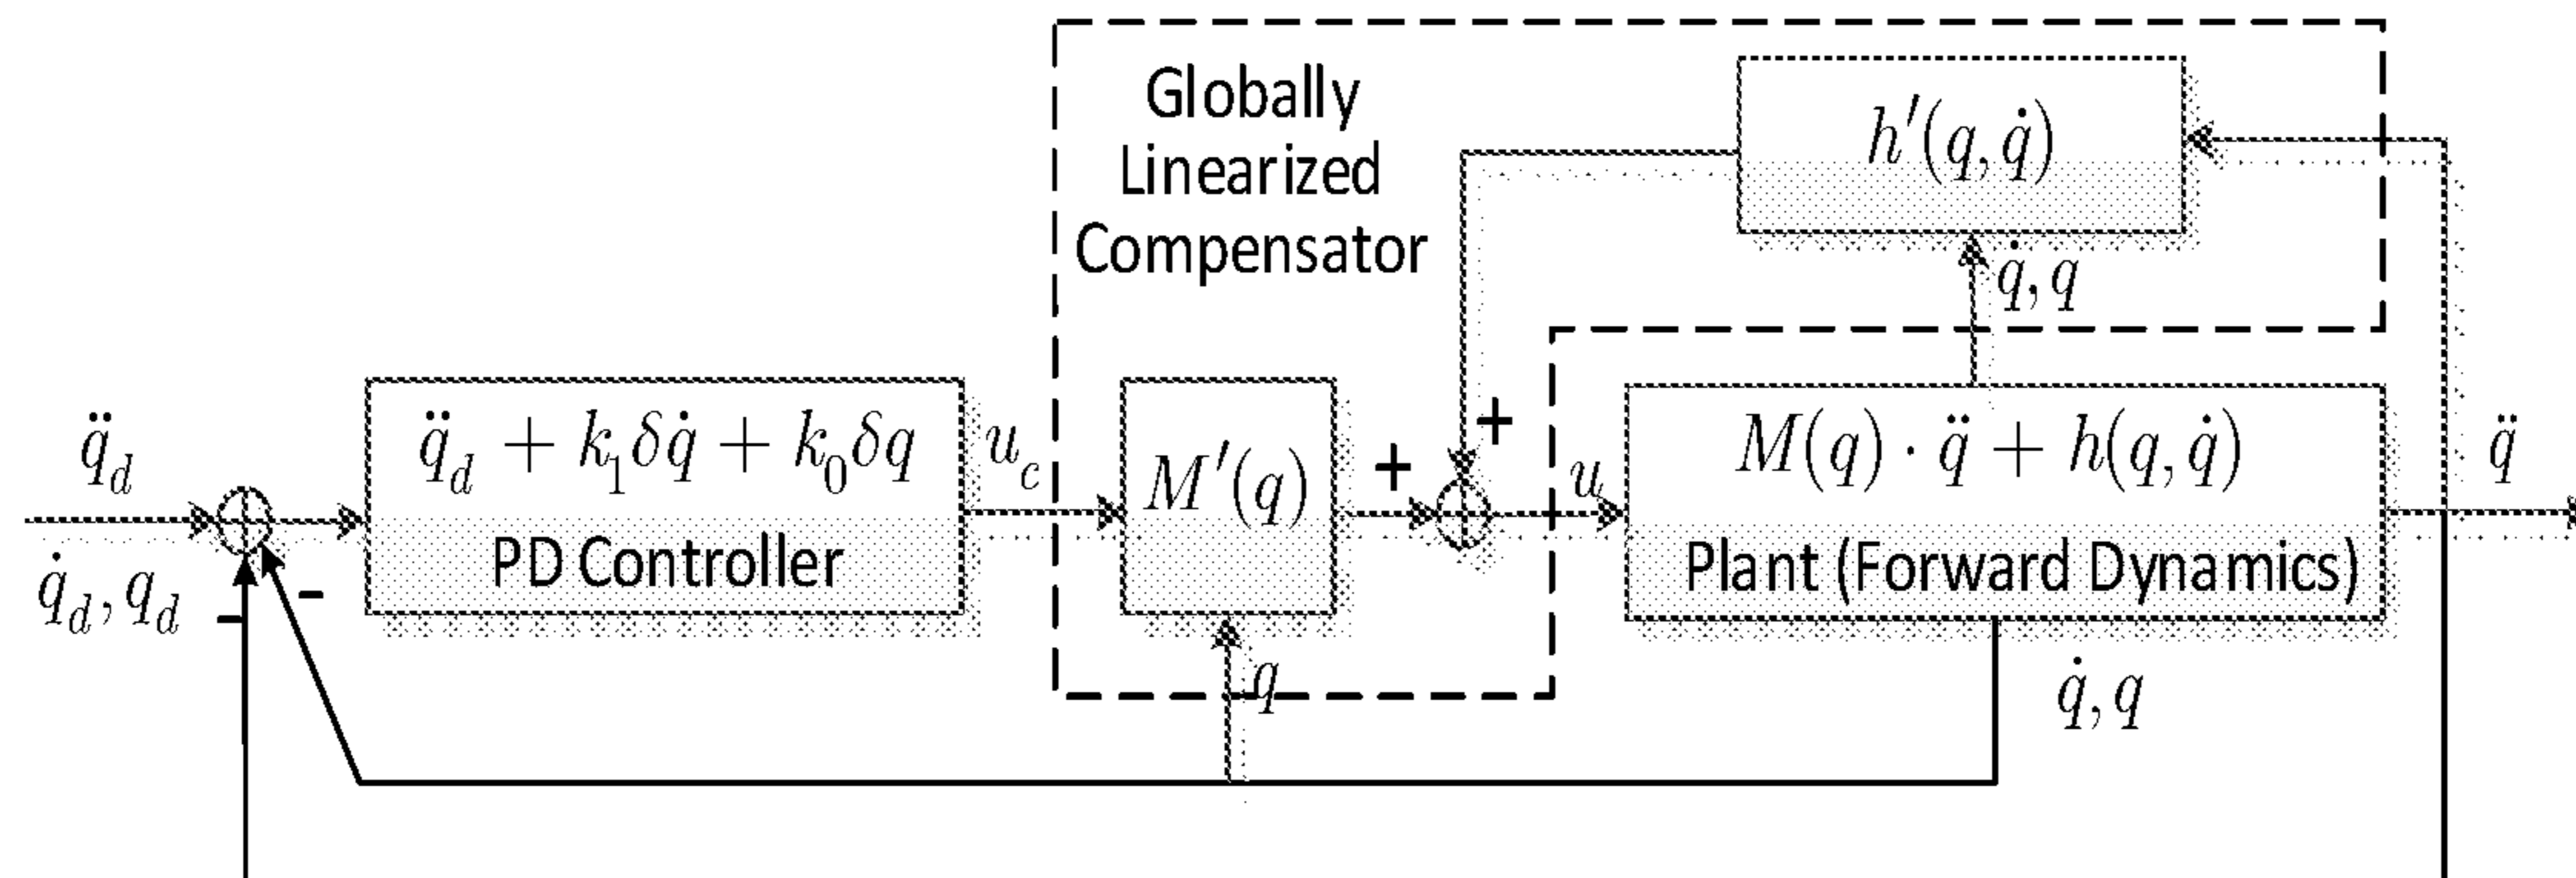 Globally
Linearized
Compensator
h′(q, q̇)
q̇, q
q̈_d
q̇_d, q_d
-
-
q̈_d + k_1δq̇ + k_0δq
PD Controller
u_c
M′(q)
q
+
+
u
M(q) · q̈ + h(q, q̇)
Plant (Forward Dynamics)
q̈
q̇, q